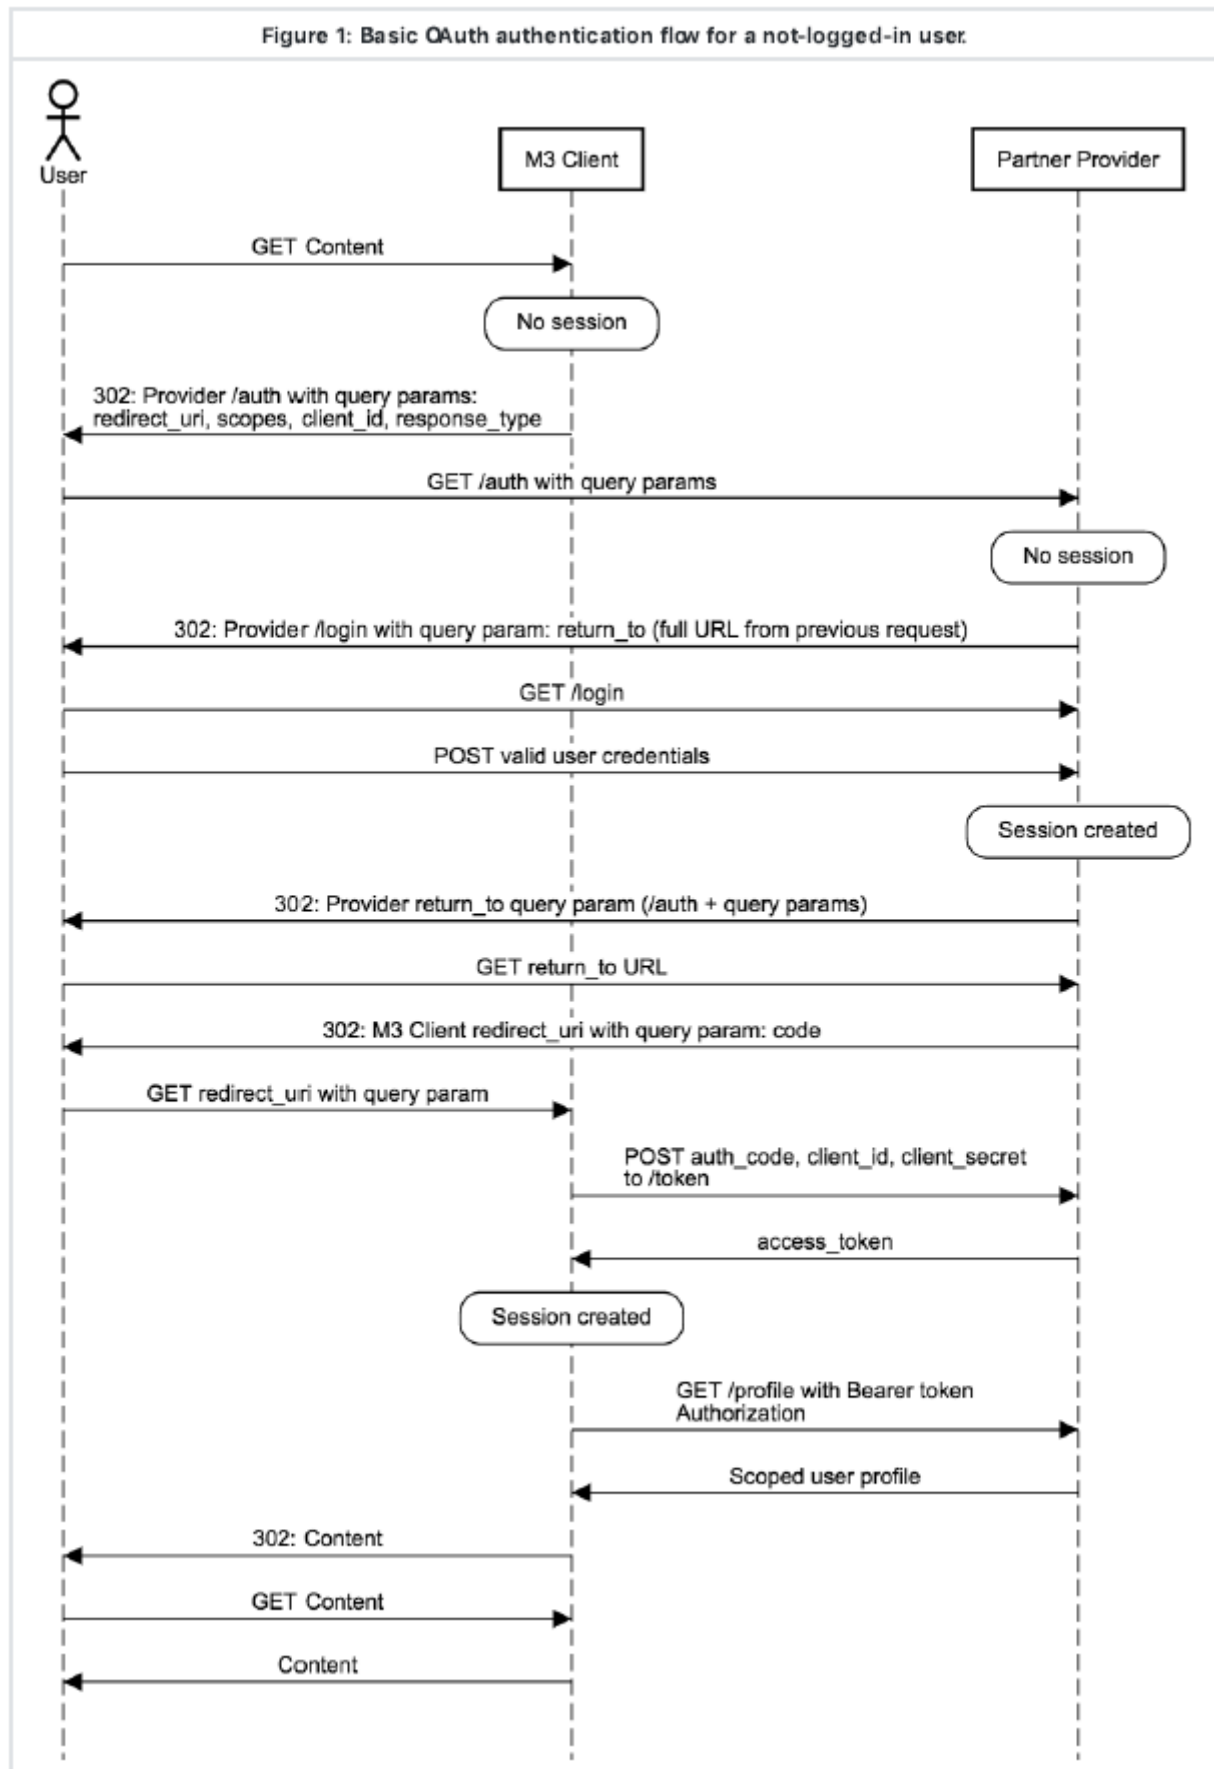 Figure 1: Basic OAuth authentication flow for a not-logged-in user.
User
M3 Client
Partner Provider
GET Content
No session
302: Provider /auth with query params:
redirect_uri, scopes, client_id, response_type
GET /auth with query params
No session
302: Provider /login with query param: return_to (full URL from previous request)
GET /login
POST valid user credentials
Session created
302: Provider return_to query param (/auth + query params)
GET return_to URL
302: M3 Client redirect_uri with query param: code
GET redirect_uri with query param
POST auth_code, client_id, client_secret
to /token
access_token
Session created
GET /profile with Bearer token
Authorization
Scoped user profile
302: Content
GET Content
Content